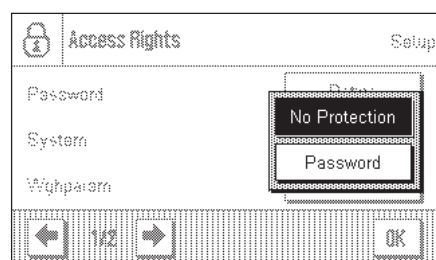 Access Rights
Setup
Password
System
No Protection
Wghparam
Password
1/2
OK